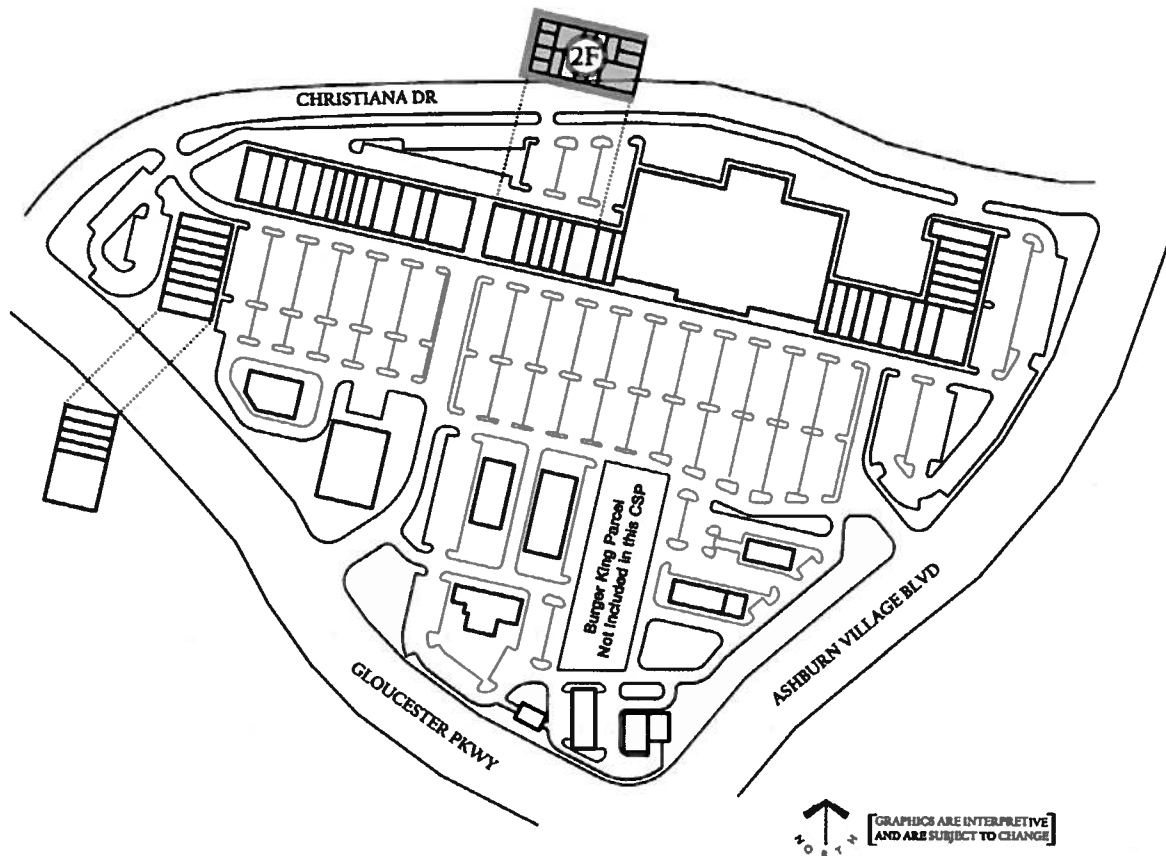 2F
CHRISTIANA DR
Burger King Parcel
Not Included in this CSP
ASHBURN VILLAGE BLVD
GLOUCESTER PKWY
NORTH
GRAPHICS ARE INTERPRETIVE
AND ARE SUBJECT TO CHANGE